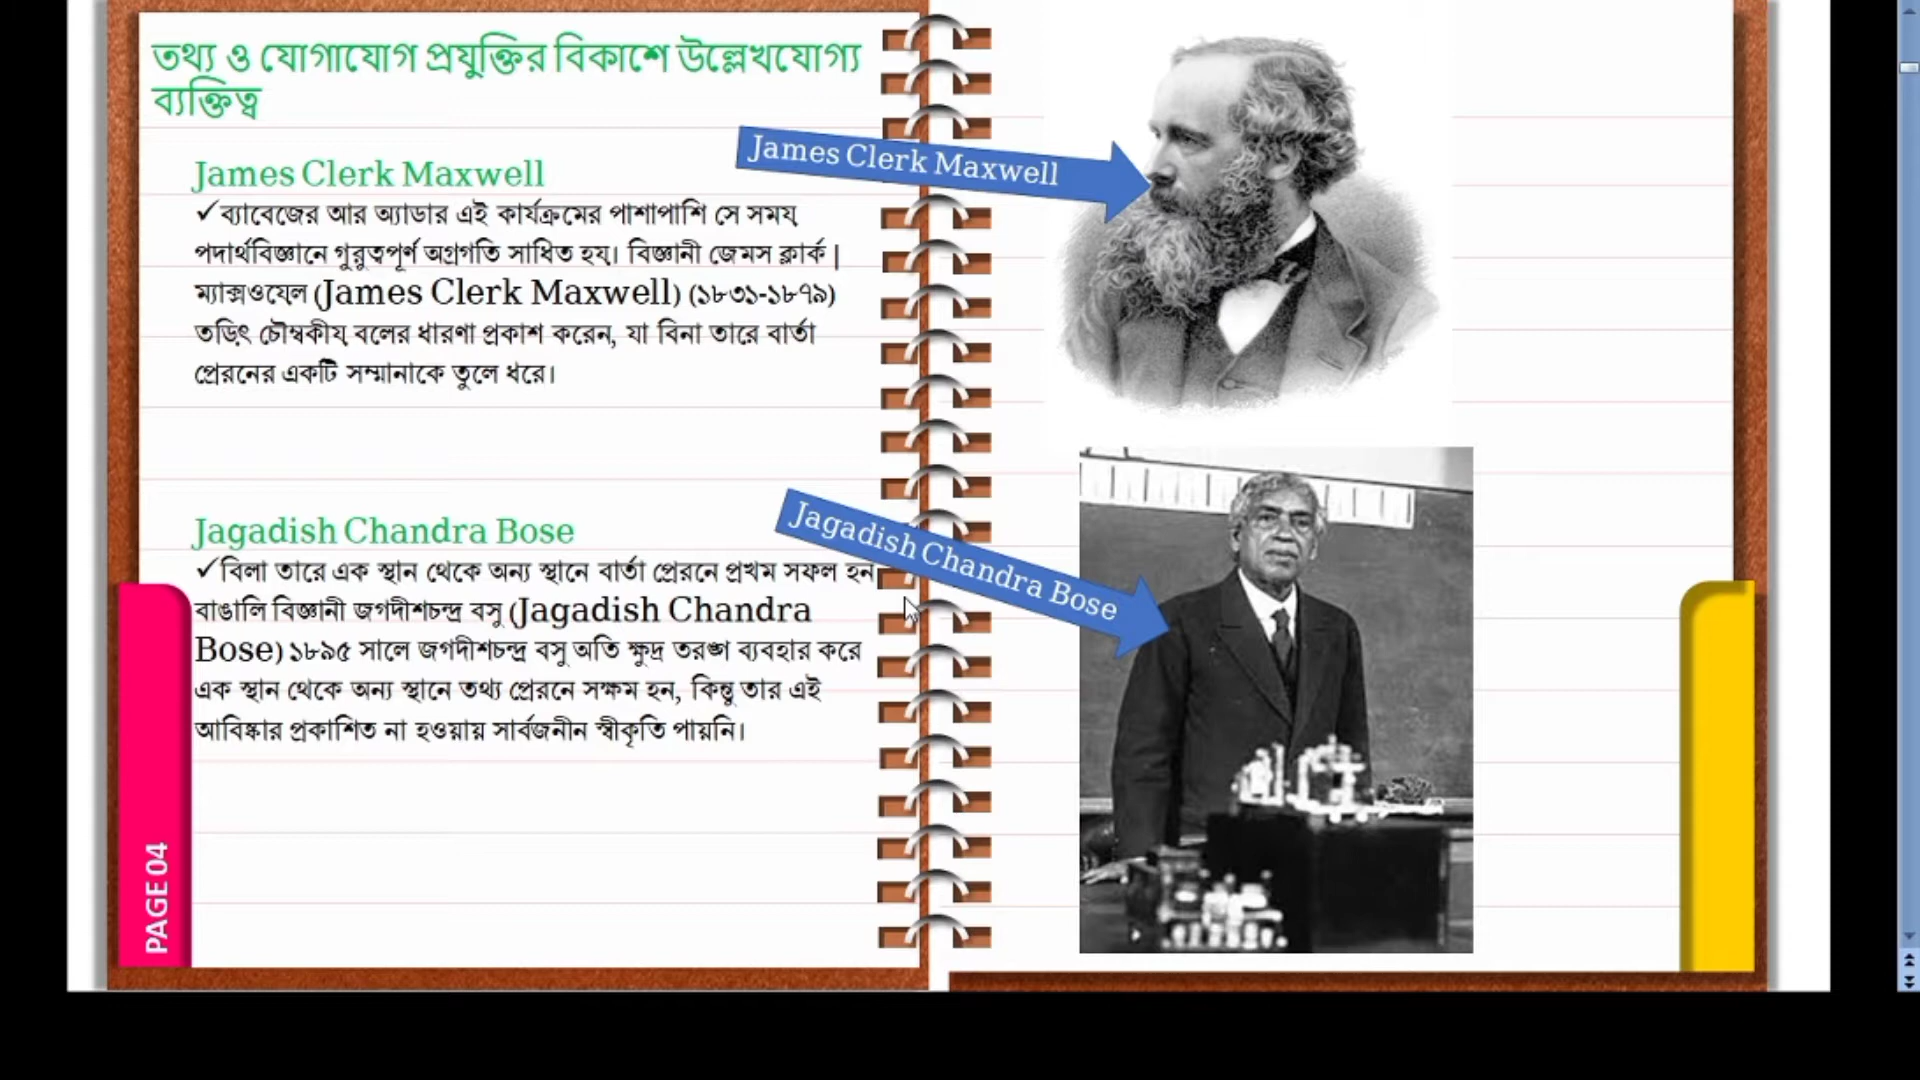 তথ্য ও যোগাযোগ প্রযুক্তির বিকাশে উল্লেখযোগ্য
ব্যক্তিত্ব
James Clerk Maxwell
✓ব্যাবেজের আর অ্যাডার এই কার্যক্রমের পাশাপাশি সে সময্
পদার্থবিজ্ঞানে গুরুত্বপূর্ণ অগ্রগতি সাধিত হয্। বিজ্ঞানী জেমস ক্লার্ক |
ম্যাক্সওযে্ল (James Clerk Maxwell) (১৮৩১-১৮৭৯)
তডি়ৎ চৌম্বকীয্ বলের ধারণা প্রকাশ করেন, যা বিনা তারে বার্তা
প্রেরনের একটি সম্মানাকে তুলে ধরে।
Jagadish Chandra Bose
✓বিলা তারে এক স্থান থেকে অন্য স্থানে বার্তা প্রেরনে প্রখম সফল হন
বাঙালি বিজ্ঞানী জগদীশচন্দ্র বসু (Jagadish Chandra
Bose) ১৮৯৫ সালে জগদীশচন্দ্র বসু অতি ক্ষুদ্র তরঙ্গ ব্যবহার করে
এক স্থান থেকে অন্য স্থানে তথ্য প্রেরনে সক্ষম হন, কিন্তু তার এই
আবিষ্কার প্রকাশিত না হওয়ায় সার্বজনীন স্বীকৃতি পায়নি।
PAGE 04
James Clerk Maxwell
Jagadish Chandra Bose